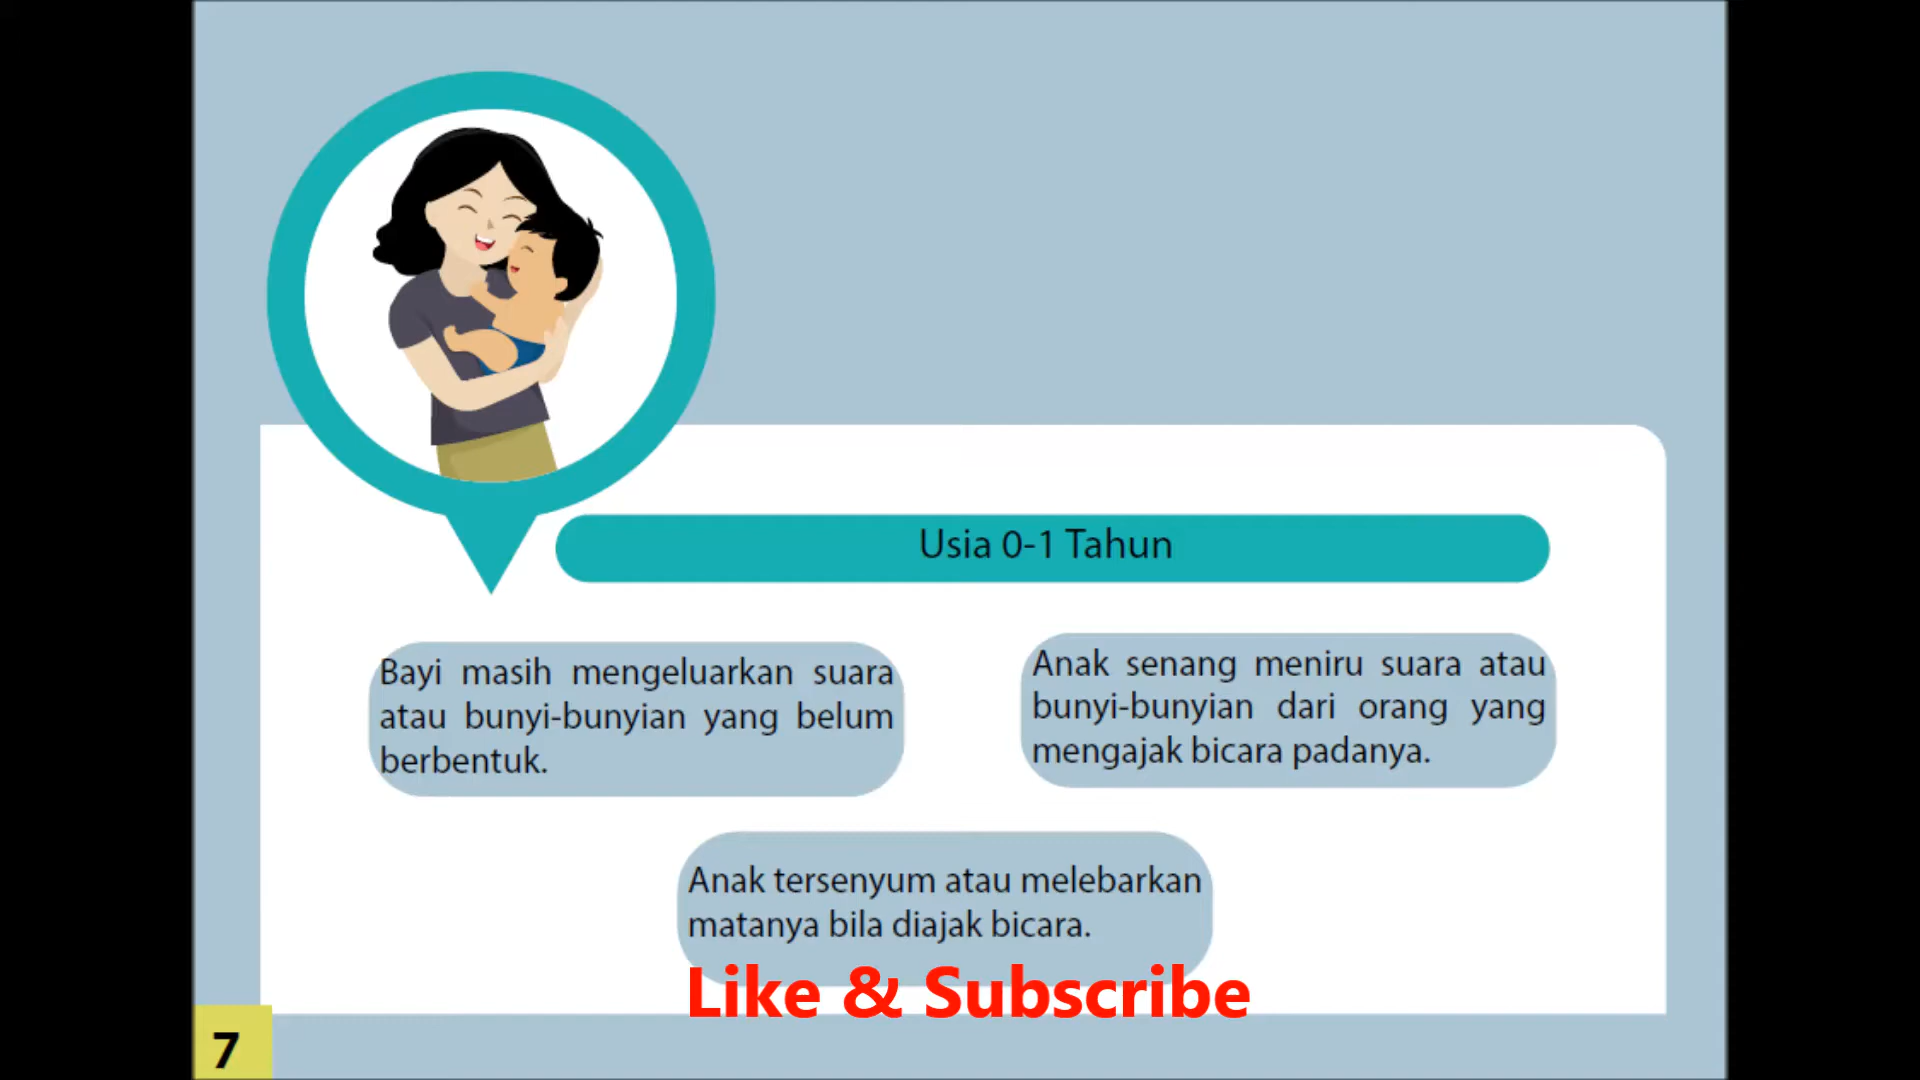 Usia 0-1 Tahun
Bayi masih mengeluarkan suara
atau bunyi-bunyian yang belum
berbentuk.
Anak senang meniru suara atau
bunyi-bunyian dari orang yang
mengajak bicara padanya.
Anak tersenyum atau melebarkan
matanya bila diajak bicara.
Like & Subscribe
7